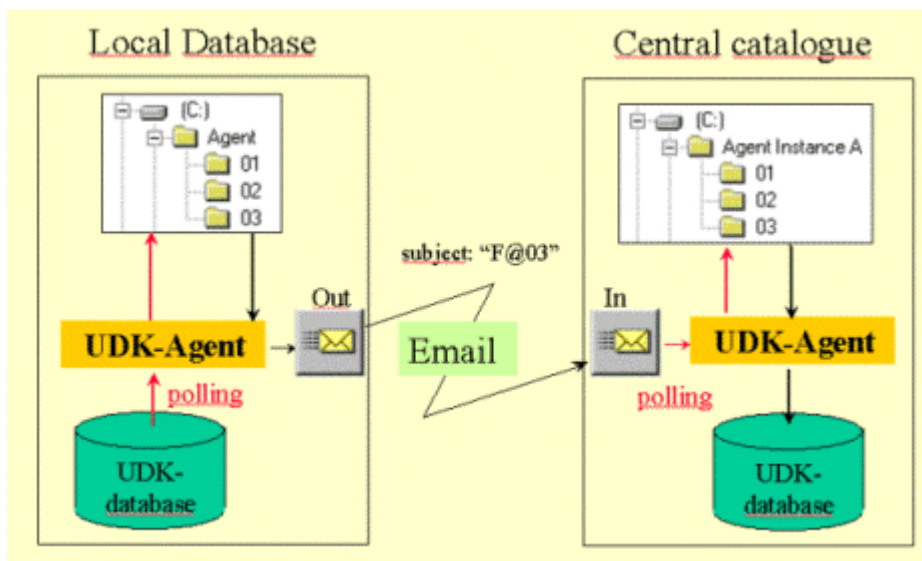 Local Database
(C:)
Agent
01
02
03
Out
UDK-Agent
polling
UDK-
database
subject: “F@03”
Email
Central catalogue
(C:)
Agent Instance A
01
02
03
In
UDK-Agent
polling
UDK-
database